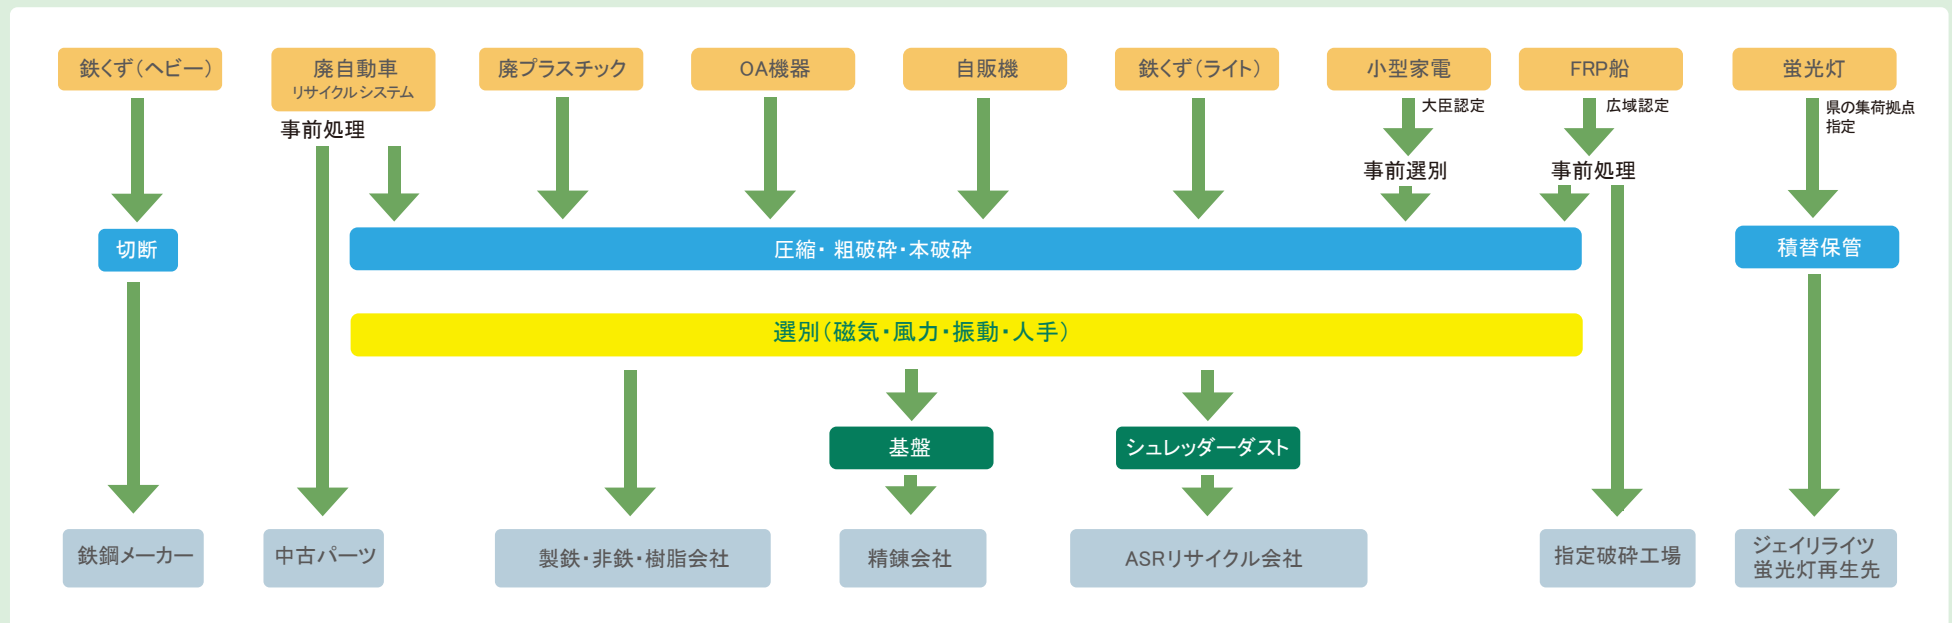 鉄くず(ヘビー)
廃自動車
リサイクルシステム
廃プラスチック
OA機器
自販機
鉄くず(ライト)
小型家電
FRP船
蛍光灯
大臣認定
広域認定
県の集荷拠点
指定
事前処理
事前選別
事前処理
切断
圧縮・粗破砕・本破砕
積替保管
選別(磁気・風力・振動・人手)
基盤
シュレッダーダスト
鉄鋼メーカー
中古パーツ
製鉄・非鉄・樹脂会社
精錬会社
ASRリサイクル会社
指定破砕工場
ジェイリライツ
蛍光灯再生先